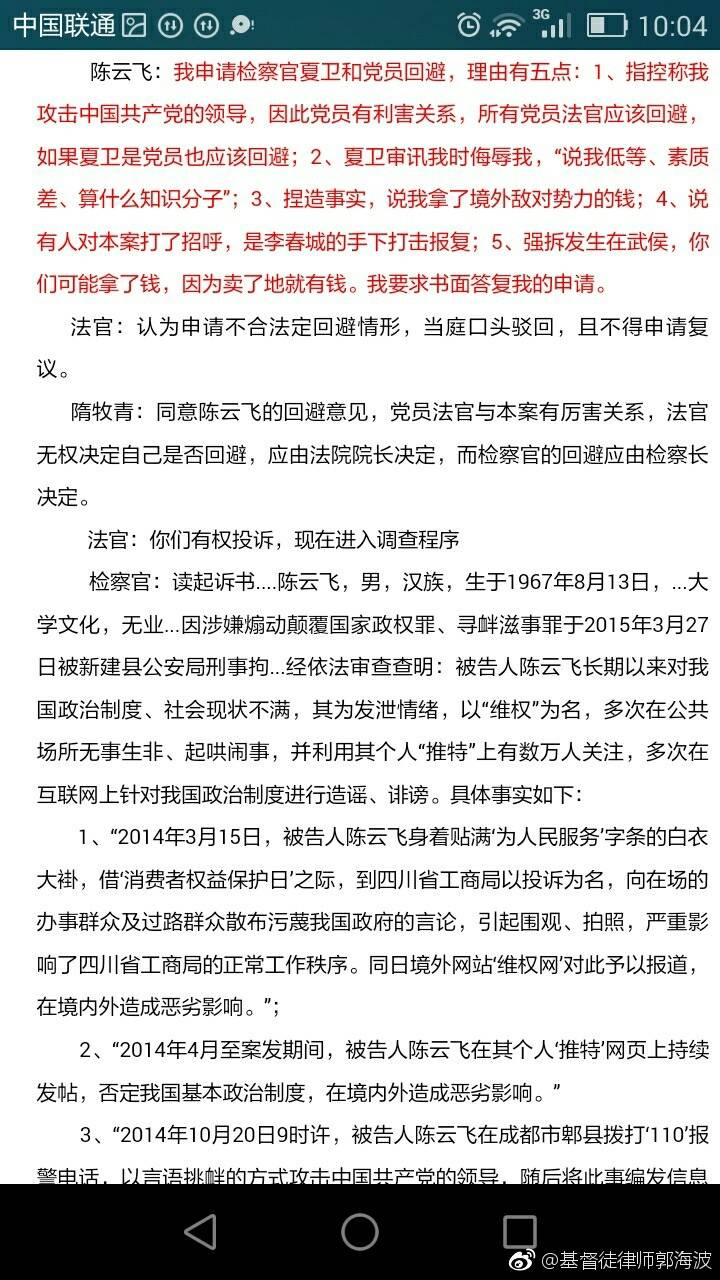 中国联通 3G 10:04
陈云飞：我申请检察官夏卫和党员回避，理由有五点：1、指控称我
攻击中国共产党的领导，因此党员有利害关系，所有党员法官应该回避，
如果夏卫是党员也应该回避；2、夏卫审讯我时侮辱我，“说我低等、素质
差、算什么知识分子”；3、捏造事实，说我拿了境外敌对势力的钱；4、说
有人对本案打了招呼，是李春城的手下打击报复；5、强拆发生在武侯，你
们可能拿了钱，因为卖了地就有钱。我要求书面答复我的申请。
法官：认为申请不合法定回避情形，当庭口头驳回，且不得申请复
议。
隋牧青：同意陈云飞的回避意见，党员法官与本案有厉害关系，法官
无权决定自己是否回避，应由法院院长决定，而检察官的回避应由检察长
决定。
法官：你们有权投诉，现在进入调查程序
检察官：读起诉书....陈云飞，男，汉族，生于1967年8月13日，...大
学文化，无业...因涉嫌煽动颠覆国家政权罪、寻衅滋事罪于2015年3月27
日被新建县公安局刑事拘...经依法审查查明：被告人陈云飞长期以来对我
国政治制度、社会现状不满，其为发泄情绪，以“维权”为名，多次在公共
场所无事生非、起哄闹事，并利用其个人“推特”上有数万人关注，多次在
互联网上针对我国政治制度进行造谣、诽谤。具体事实如下：
1、“2014年3月15日，被告人陈云飞身着贴满‘为人民服务’字条的白衣
大褂，借‘消费者权益保护日’之际，到四川省工商局以投诉为名，向在场的
办事群众及过路群众散布污蔑我国政府的言论，引起围观、拍照，严重影
响了四川省工商局的正常工作秩序。同日境外网站‘维权网’对此予以报道，
在境内外造成恶劣影响。”；
2、“2014年4月至案发期间，被告人陈云飞在其个人‘推特’网页上持续
发帖，否定我国基本政治制度，在境内外造成恶劣影响。”
3、“2014年10月20日9时许，被告人陈云飞在成都市郫县拨打‘110’报
警电话，以言语挑衅的方式攻击中国共产党的领导，随后将此事编发信息
@基督徒律师郭海波